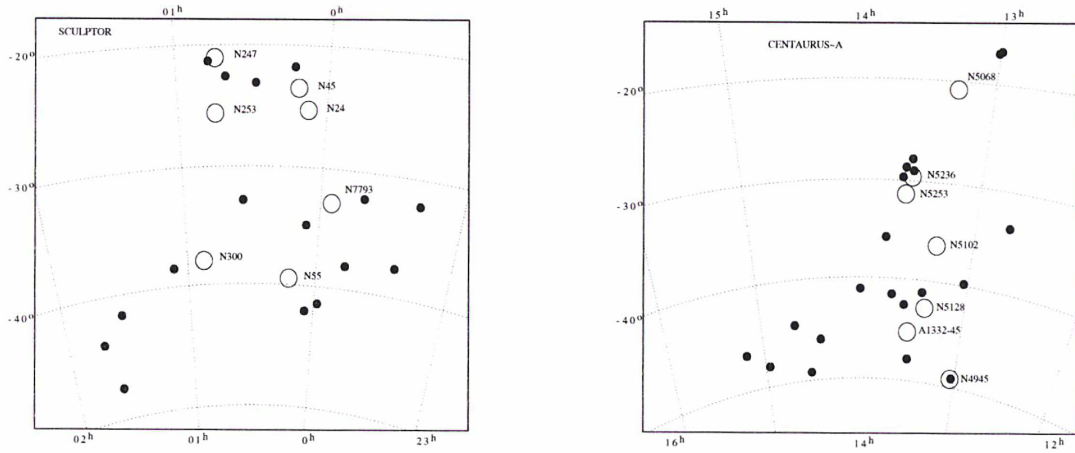 01ʰ 0ʰ
SCULPTOR
-20°
N247
N45
N253
N24
-30°
N7793
N300
N55
-40°
02ʰ 01ʰ 0ʰ 23ʰ
15ʰ 14ʰ 13ʰ
CENTAURUS~A
N5068
-20°
N5236
N5253
-30°
N5102
N5128
-40°
A1332-45
N4945
16ʰ 15ʰ 14ʰ 12ʰ